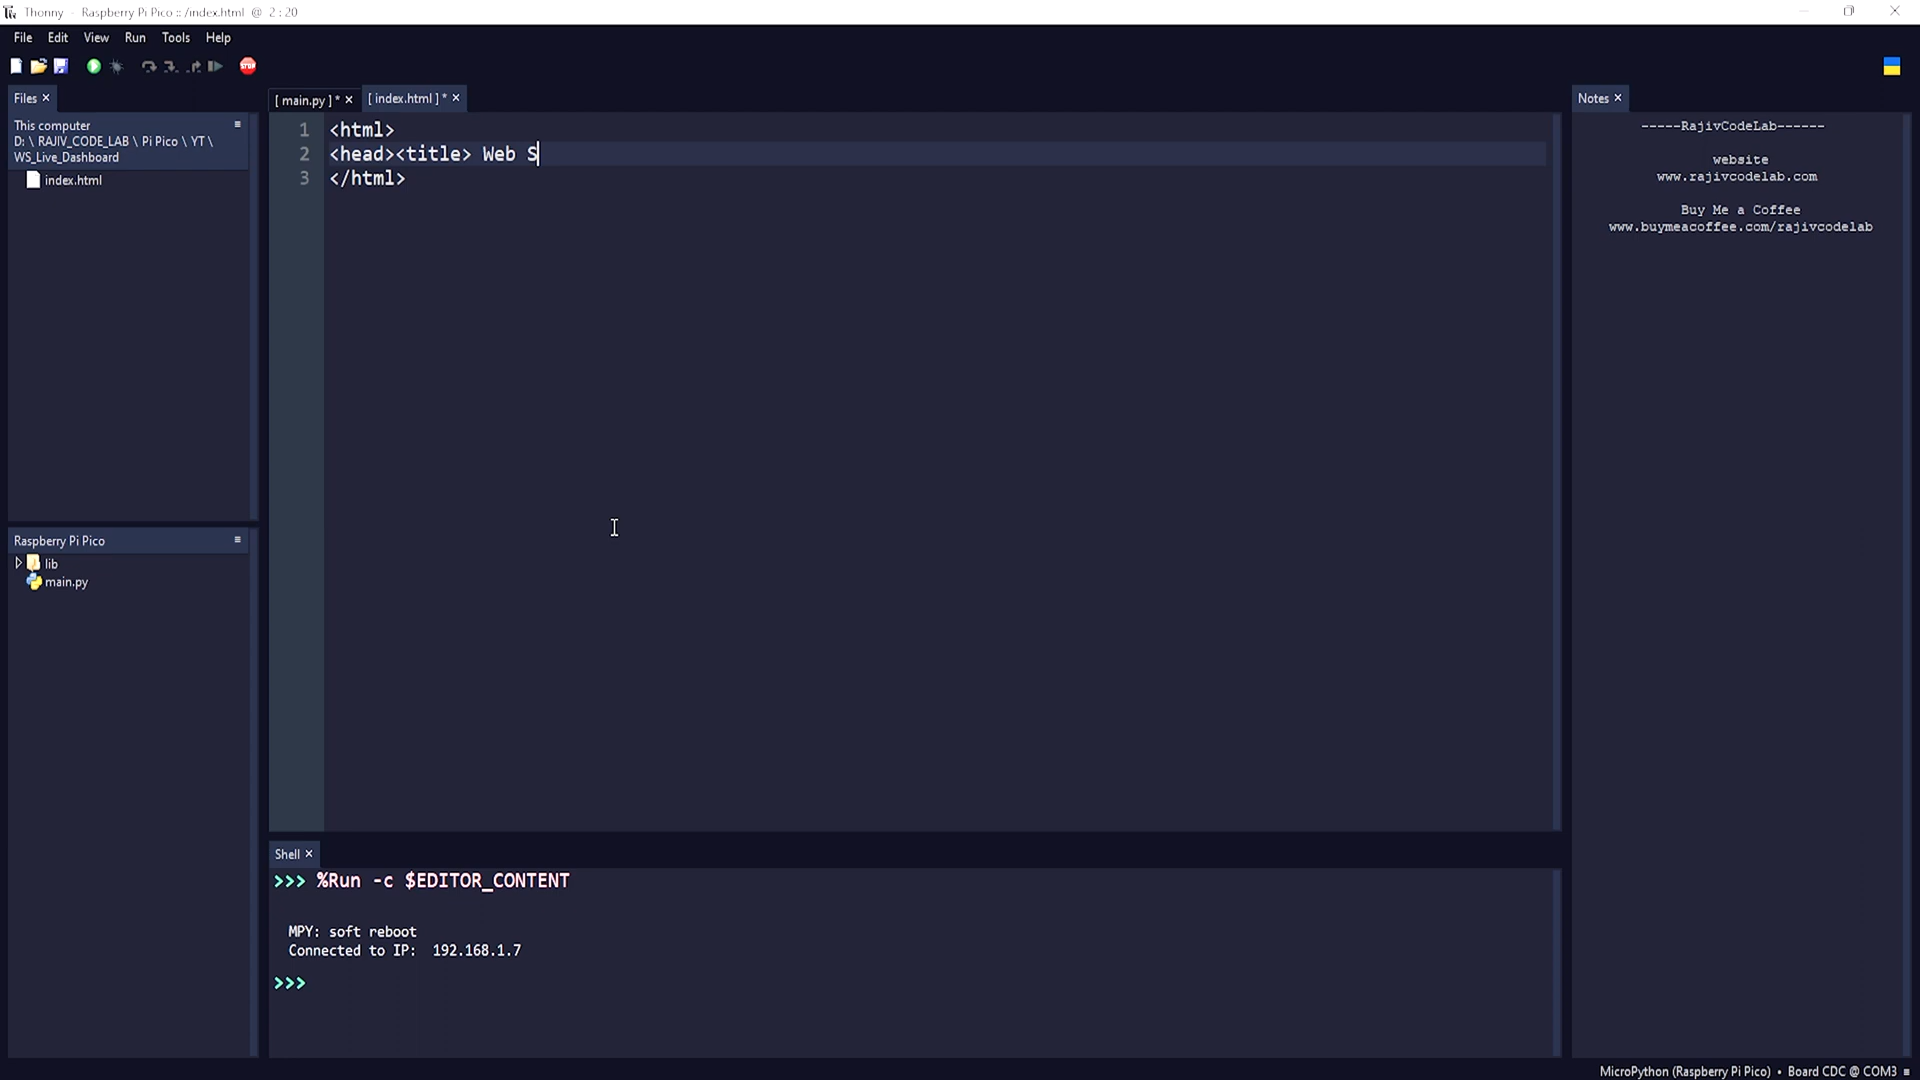 Thonny - Raspberry Pi Pico :: /index.html @ 2 : 20
File Edit View Run Tools Help
STOP
Files ×
This computer
D: \ RAJIV_CODE_LAB \ Pi Pico \ YT \
WS_Live_Dashboard
index.html
Raspberry Pi Pico
lib
main.py
[ main.py ] * × [ index.html ] * ×
1 <html>
2 <head><title> Web S
3 </html>
Shell ×
>>> %Run -c $EDITOR_CONTENT
MPY: soft reboot
Connected to IP: 192.168.1.7
>>>
Notes ×
-----RajivCodeLab------
website
www.rajivcodelab.com
Buy Me a Coffee
www.buymeacoffee.com/rajivcodelab
MicroPython (Raspberry Pi Pico) • Board CDC @ COM3 ≡